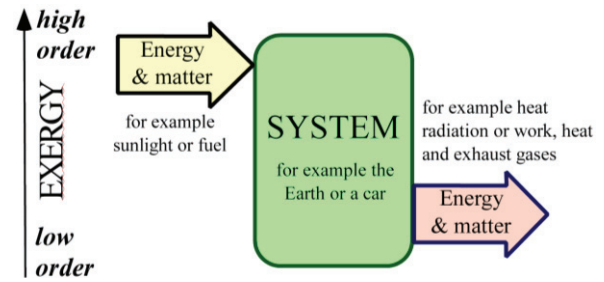 high
order
EXERGY
low
order
Energy
& matter
for example
sunlight or fuel
SYSTEM
for example the
Earth or a car
for example heat
radiation or work, heat
and exhaust gases
Energy
& matter